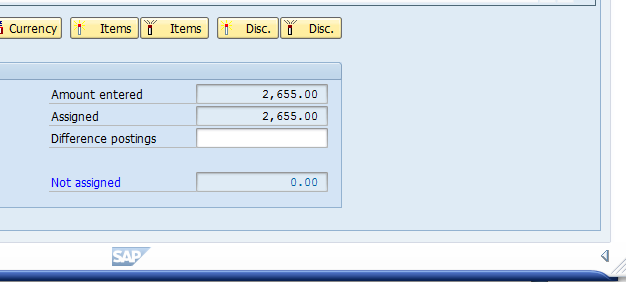 Currency Items Items Disc. Disc.
Amount entered 2,655.00
Assigned 2,655.00
Difference postings
Not assigned 0.00
SAP